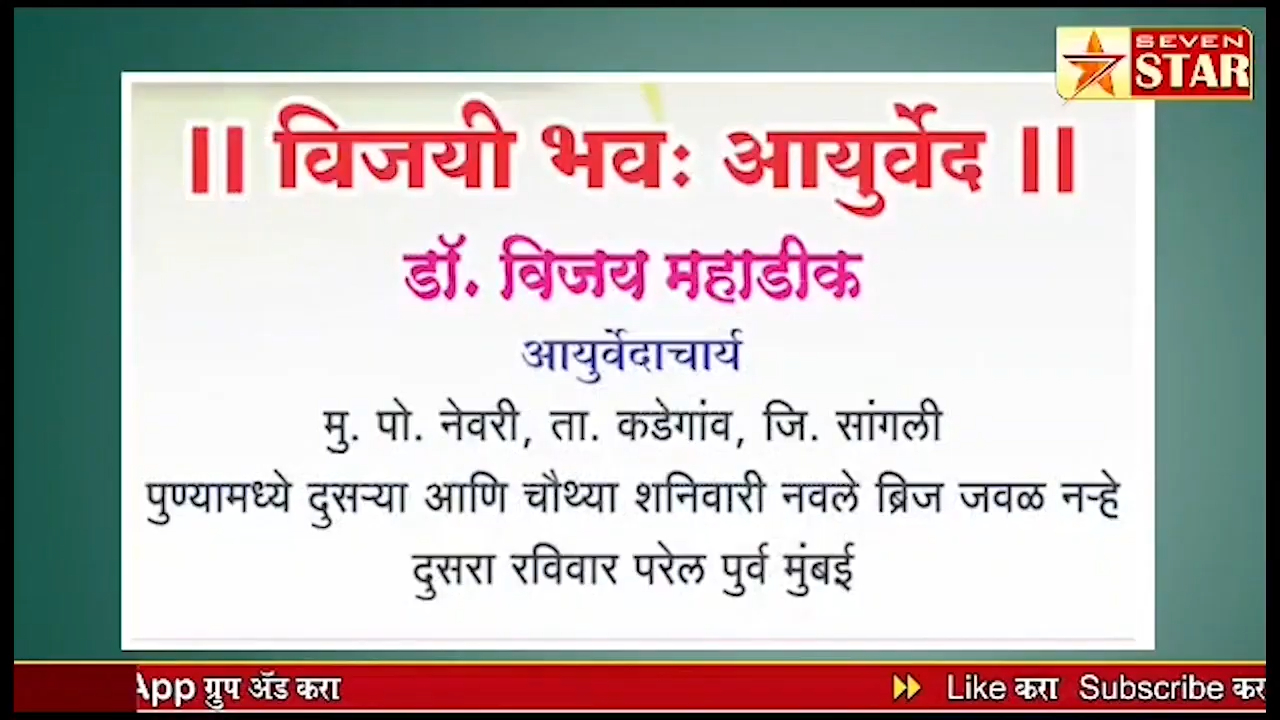 SEVEN
STAR
|| विजयी भवः आयुर्वेद ||
डॉ. विजय महाडीक
आयुर्वेदाचार्य
मु. पो. नेवरी, ता. कडेगांव, जि. सांगली
पुण्यामध्ये दुसऱ्या आणि चौथ्या शनिवारी नवले ब्रिज जवळ नऱ्हे
दुसरा रविवार परेल पुर्व मुंबई
App ग्रुप ॲड करा Like करा Subscribe कर